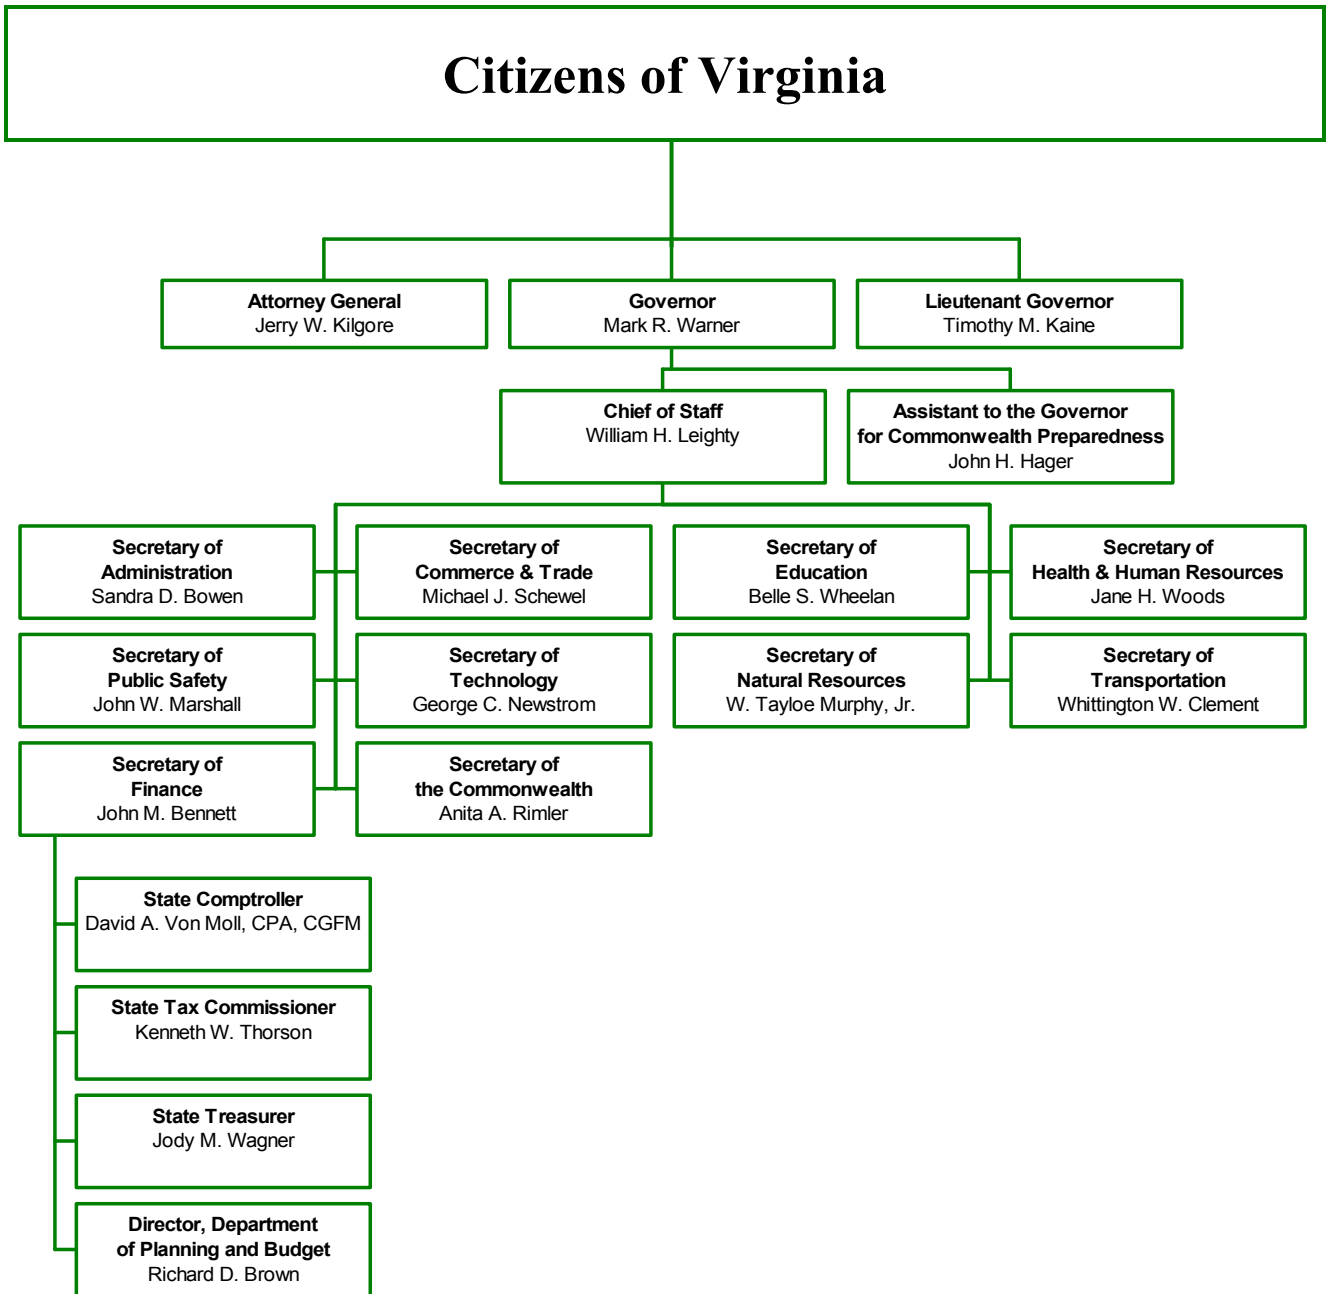 Citizens of Virginia
Attorney General
Jerry W. Kilgore
Governor
Mark R. Warner
Lieutenant Governor
Timothy M. Kaine
Chief of Staff
William H. Leighty
Assistant to the Governor
for Commonwealth Preparedness
John H. Hager
Secretary of
Administration
Sandra D. Bowen
Secretary of
Commerce & Trade
Michael J. Schewel
Secretary of
Education
Belle S. Wheelan
Secretary of
Health & Human Resources
Jane H. Woods
Secretary of
Public Safety
John W. Marshall
Secretary of
Technology
George C. Newstrom
Secretary of
Natural Resources
W. Tayloe Murphy, Jr.
Secretary of
Transportation
Whittington W. Clement
Secretary of
Finance
John M. Bennett
Secretary of
the Commonwealth
Anita A. Rimler
State Comptroller
David A. Von Moll, CPA, CGFM
State Tax Commissioner
Kenneth W. Thorson
State Treasurer
Jody M. Wagner
Director, Department
of Planning and Budget
Richard D. Brown